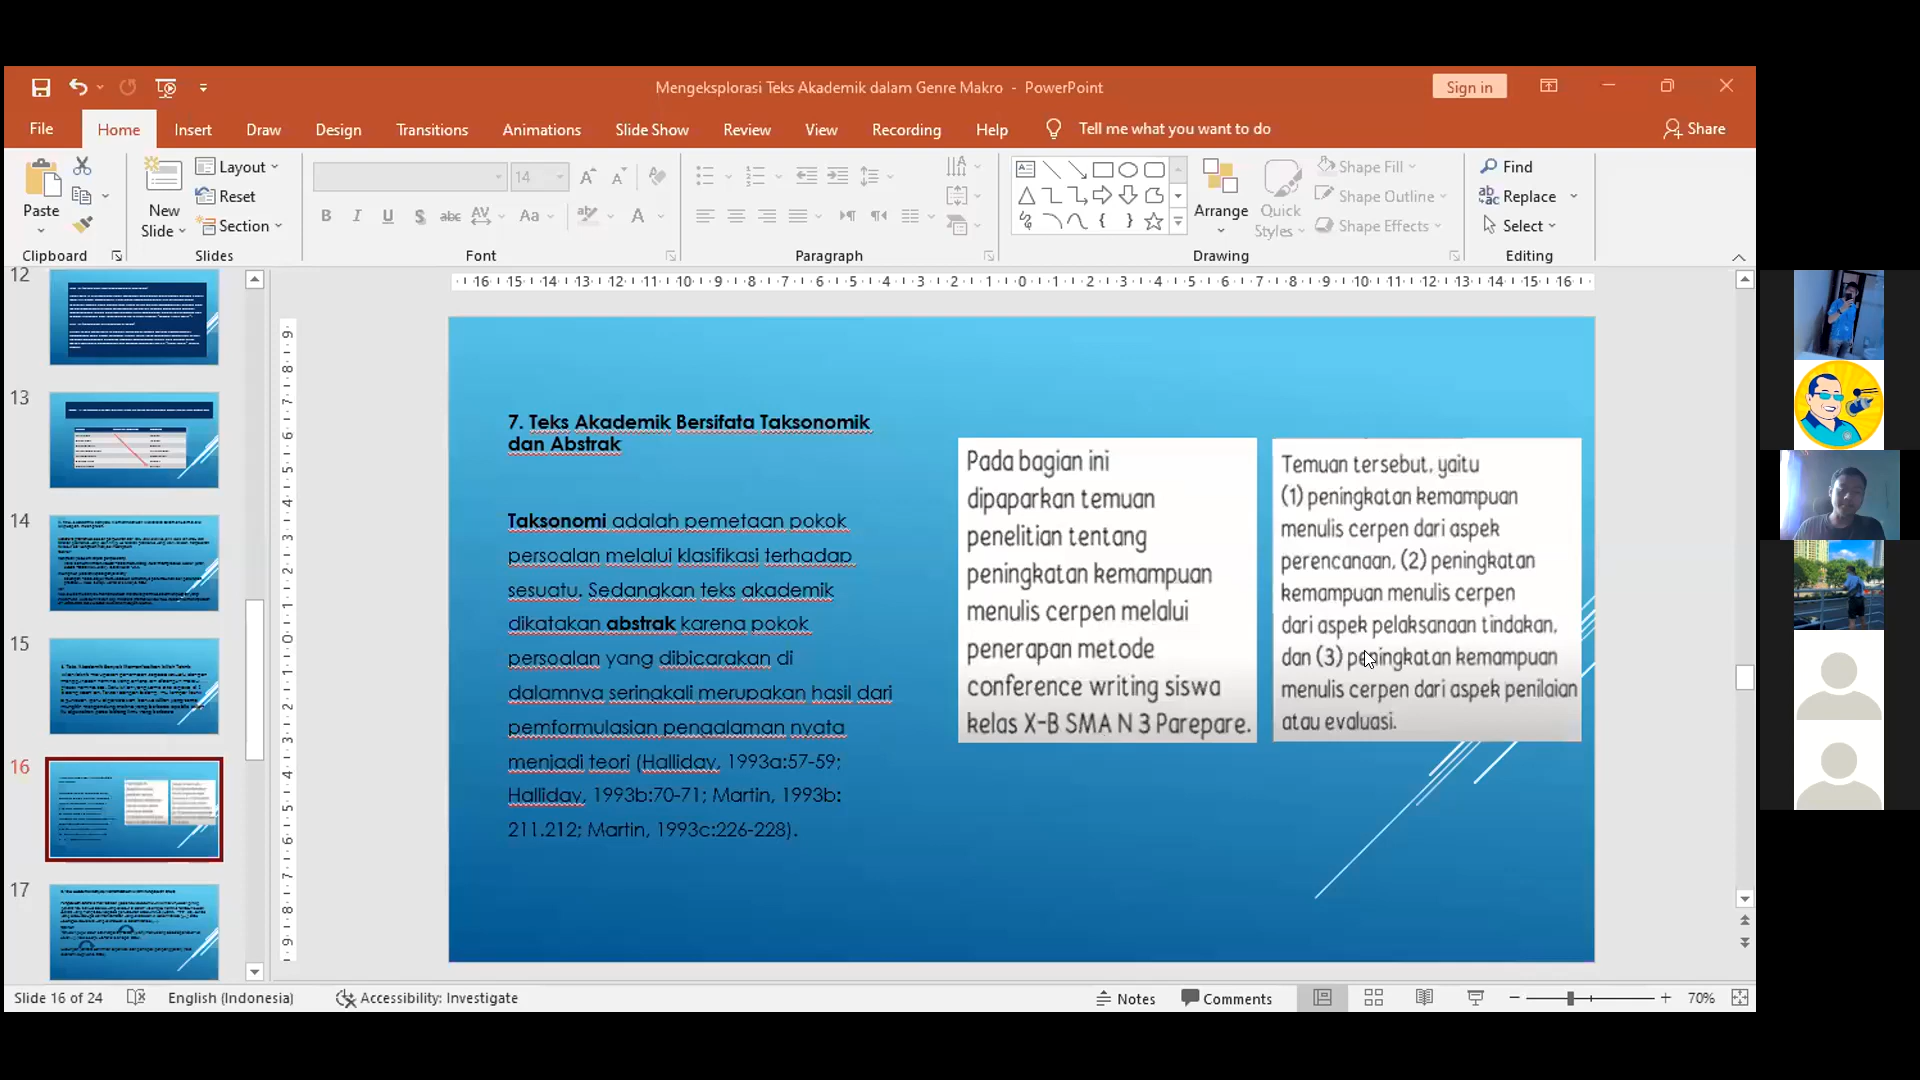 Mengeksplorasi Teks Akademik dalam Genre Makro - PowerPoint
Sign in
File
Home
Insert
Draw
Design
Transitions
Animations
Slide Show
Review
View
Recording
Help
Tell me what you want to do
Share
Paste
New
Slide
Layout
Reset
Section
14
Find
Replace
Select
Arrange
Quick
Styles
Shape Fill
Shape Outline
Shape Effects
Clipboard
Slides
Font
Paragraph
Drawing
Editing
12
13
14
15
16
17
7. Teks Akademik Bersifata Taksonomik
dan Abstrak
Taksonomi adalah pemetaan pokok
persoalan melalui klasifikasi terhadap
sesuatu. Sedangkan teks akademik
dikatakan abstrak karena pokok
persoalan yang dibicarakan di
dalamnya seringkali merupakan hasil dari
pemformulasian pengalaman nyata
menjadi teori (Halliday, 1993a:57-59;
Halliday, 1993b:70-71; Martin, 1993b:
211.212; Martin, 1993c:226-228).
Pada bagian ini
dipaparkan temuan
penelitian tentang
peningkatan kemampuan
menulis cerpen melalui
penerapan metode
conference writing siswa
kelas X-B SMA N 3 Parepare.
Temuan tersebut, yaitu
(1) peningkatan kemampuan
menulis cerpen dari aspek
perencanaan, (2) peningkatan
kemampuan menulis cerpen
dari aspek pelaksanaan tindakan,
dan (3) peningkatan kemampuan
menulis cerpen dari aspek penilaian
atau evaluasi.
Slide 16 of 24
English (Indonesia)
Accessibility: Investigate
Notes
Comments
70%